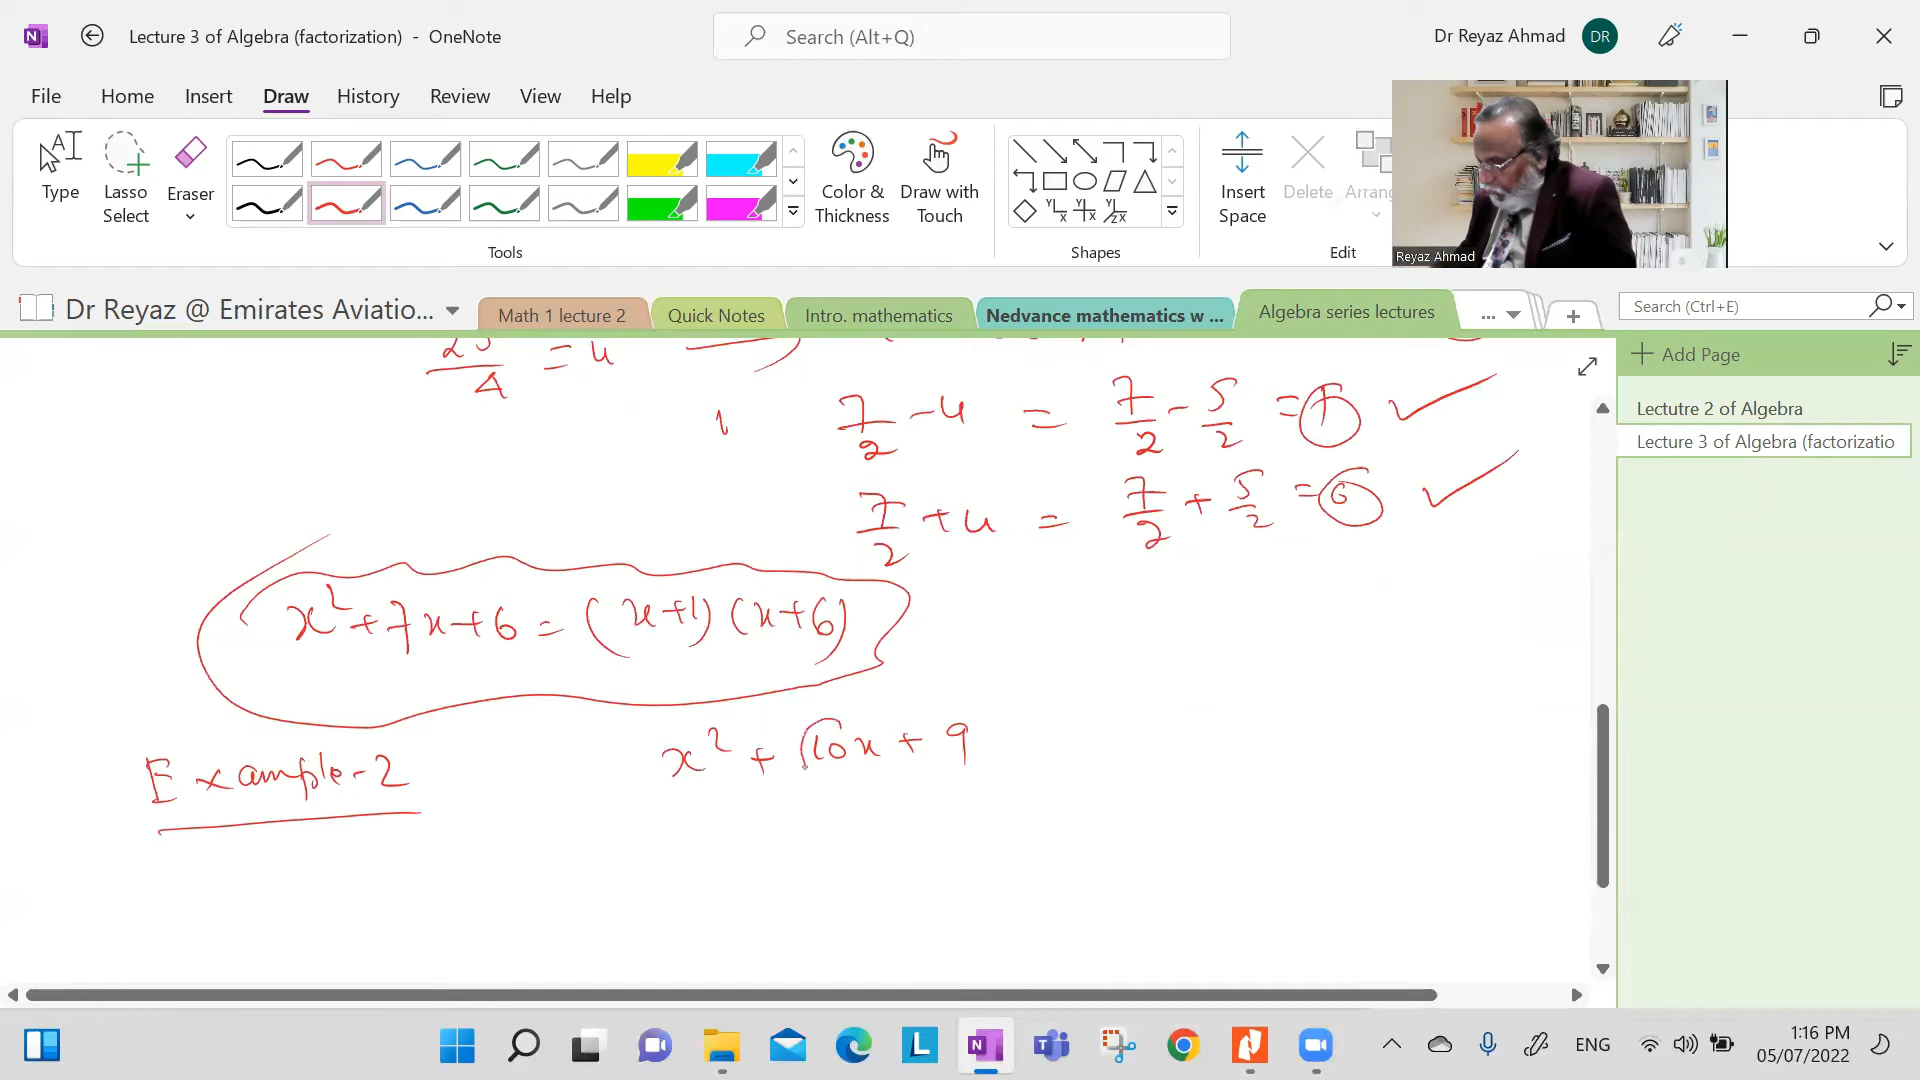 Lecture 3 of Algebra (factorization) - OneNote
Search (Alt+Q)
Dr Reyaz Ahmad DR
File Home Insert Draw History Review View Help
Type
Lasso Select
Eraser
Color & Thickness
Draw with Touch
Insert Space
Delete
Arrang
Tools
Shapes
Edit
Reyaz Ahmad
Dr Reyaz @ Emirates Aviatio...
Math 1 lecture 2
Quick Notes
Intro. mathematics
Nedvance mathematics w ...
Algebra series lectures
...
Search (Ctrl+E)
Add Page
Lectutre 2 of Algebra
Lecture 3 of Algebra (factorizatio
25/4 = u
7/2 - u = 7/2 - 5/2 = 1 ✓
7/2 + u = 7/2 + 5/2 = 6 ✓
x² + 7x + 6 = (x+1) (x+6)
Example-2
x² + 10x + 9
ENG
1:16 PM
05/07/2022